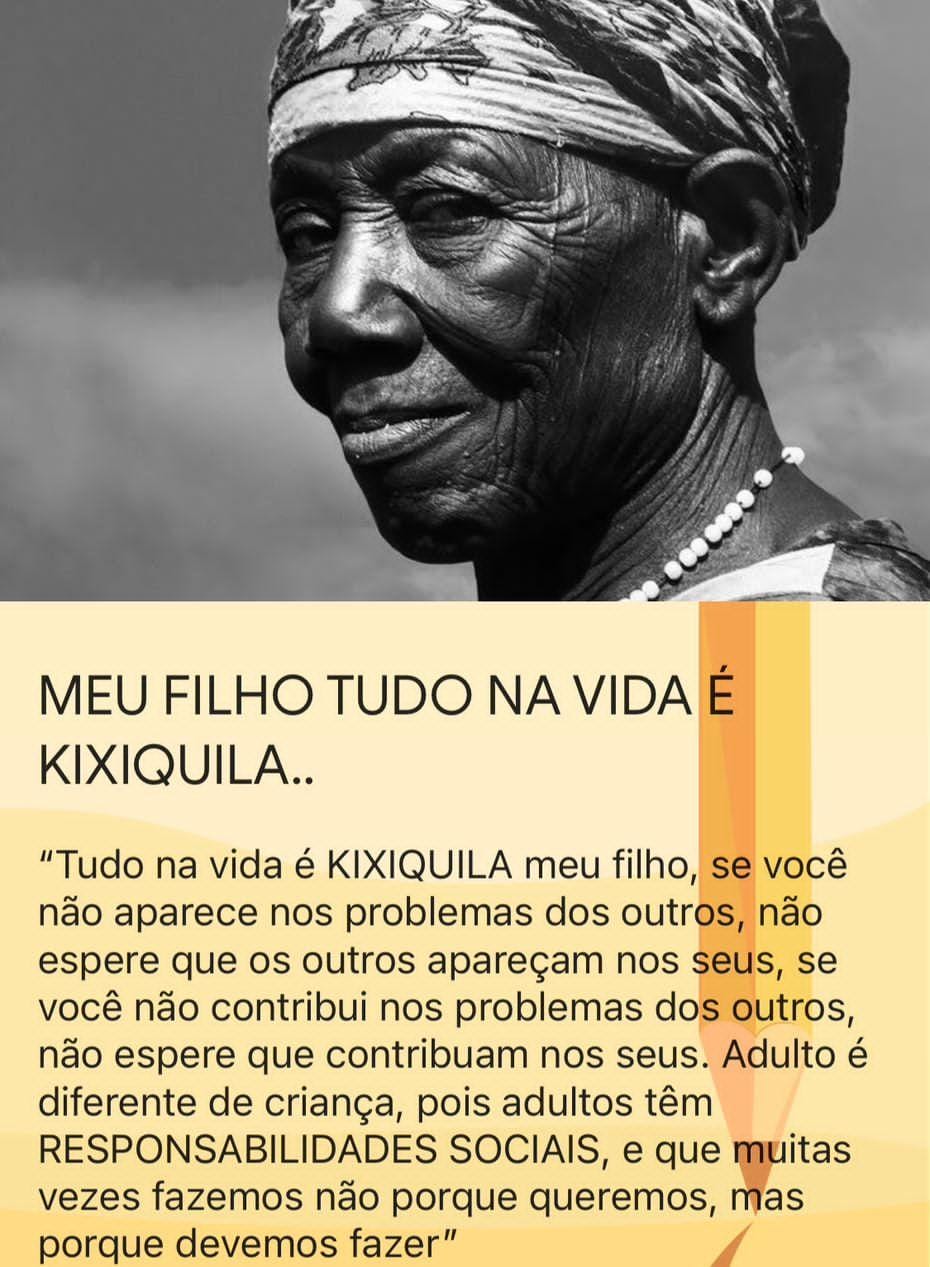 MEU FILHO TUDO NA VIDA É
KIXIQUILA..
“Tudo na vida é KIXIQUILA meu filho, se você
não aparece nos problemas dos outros, não
espere que os outros apareçam nos seus, se
você não contribui nos problemas dos outros,
não espere que contribuam nos seus. Adulto é
diferente de criança, pois adultos têm
RESPONSABILIDADES SOCIAIS, e que muitas
vezes fazemos não porque queremos, mas
porque devemos fazer”